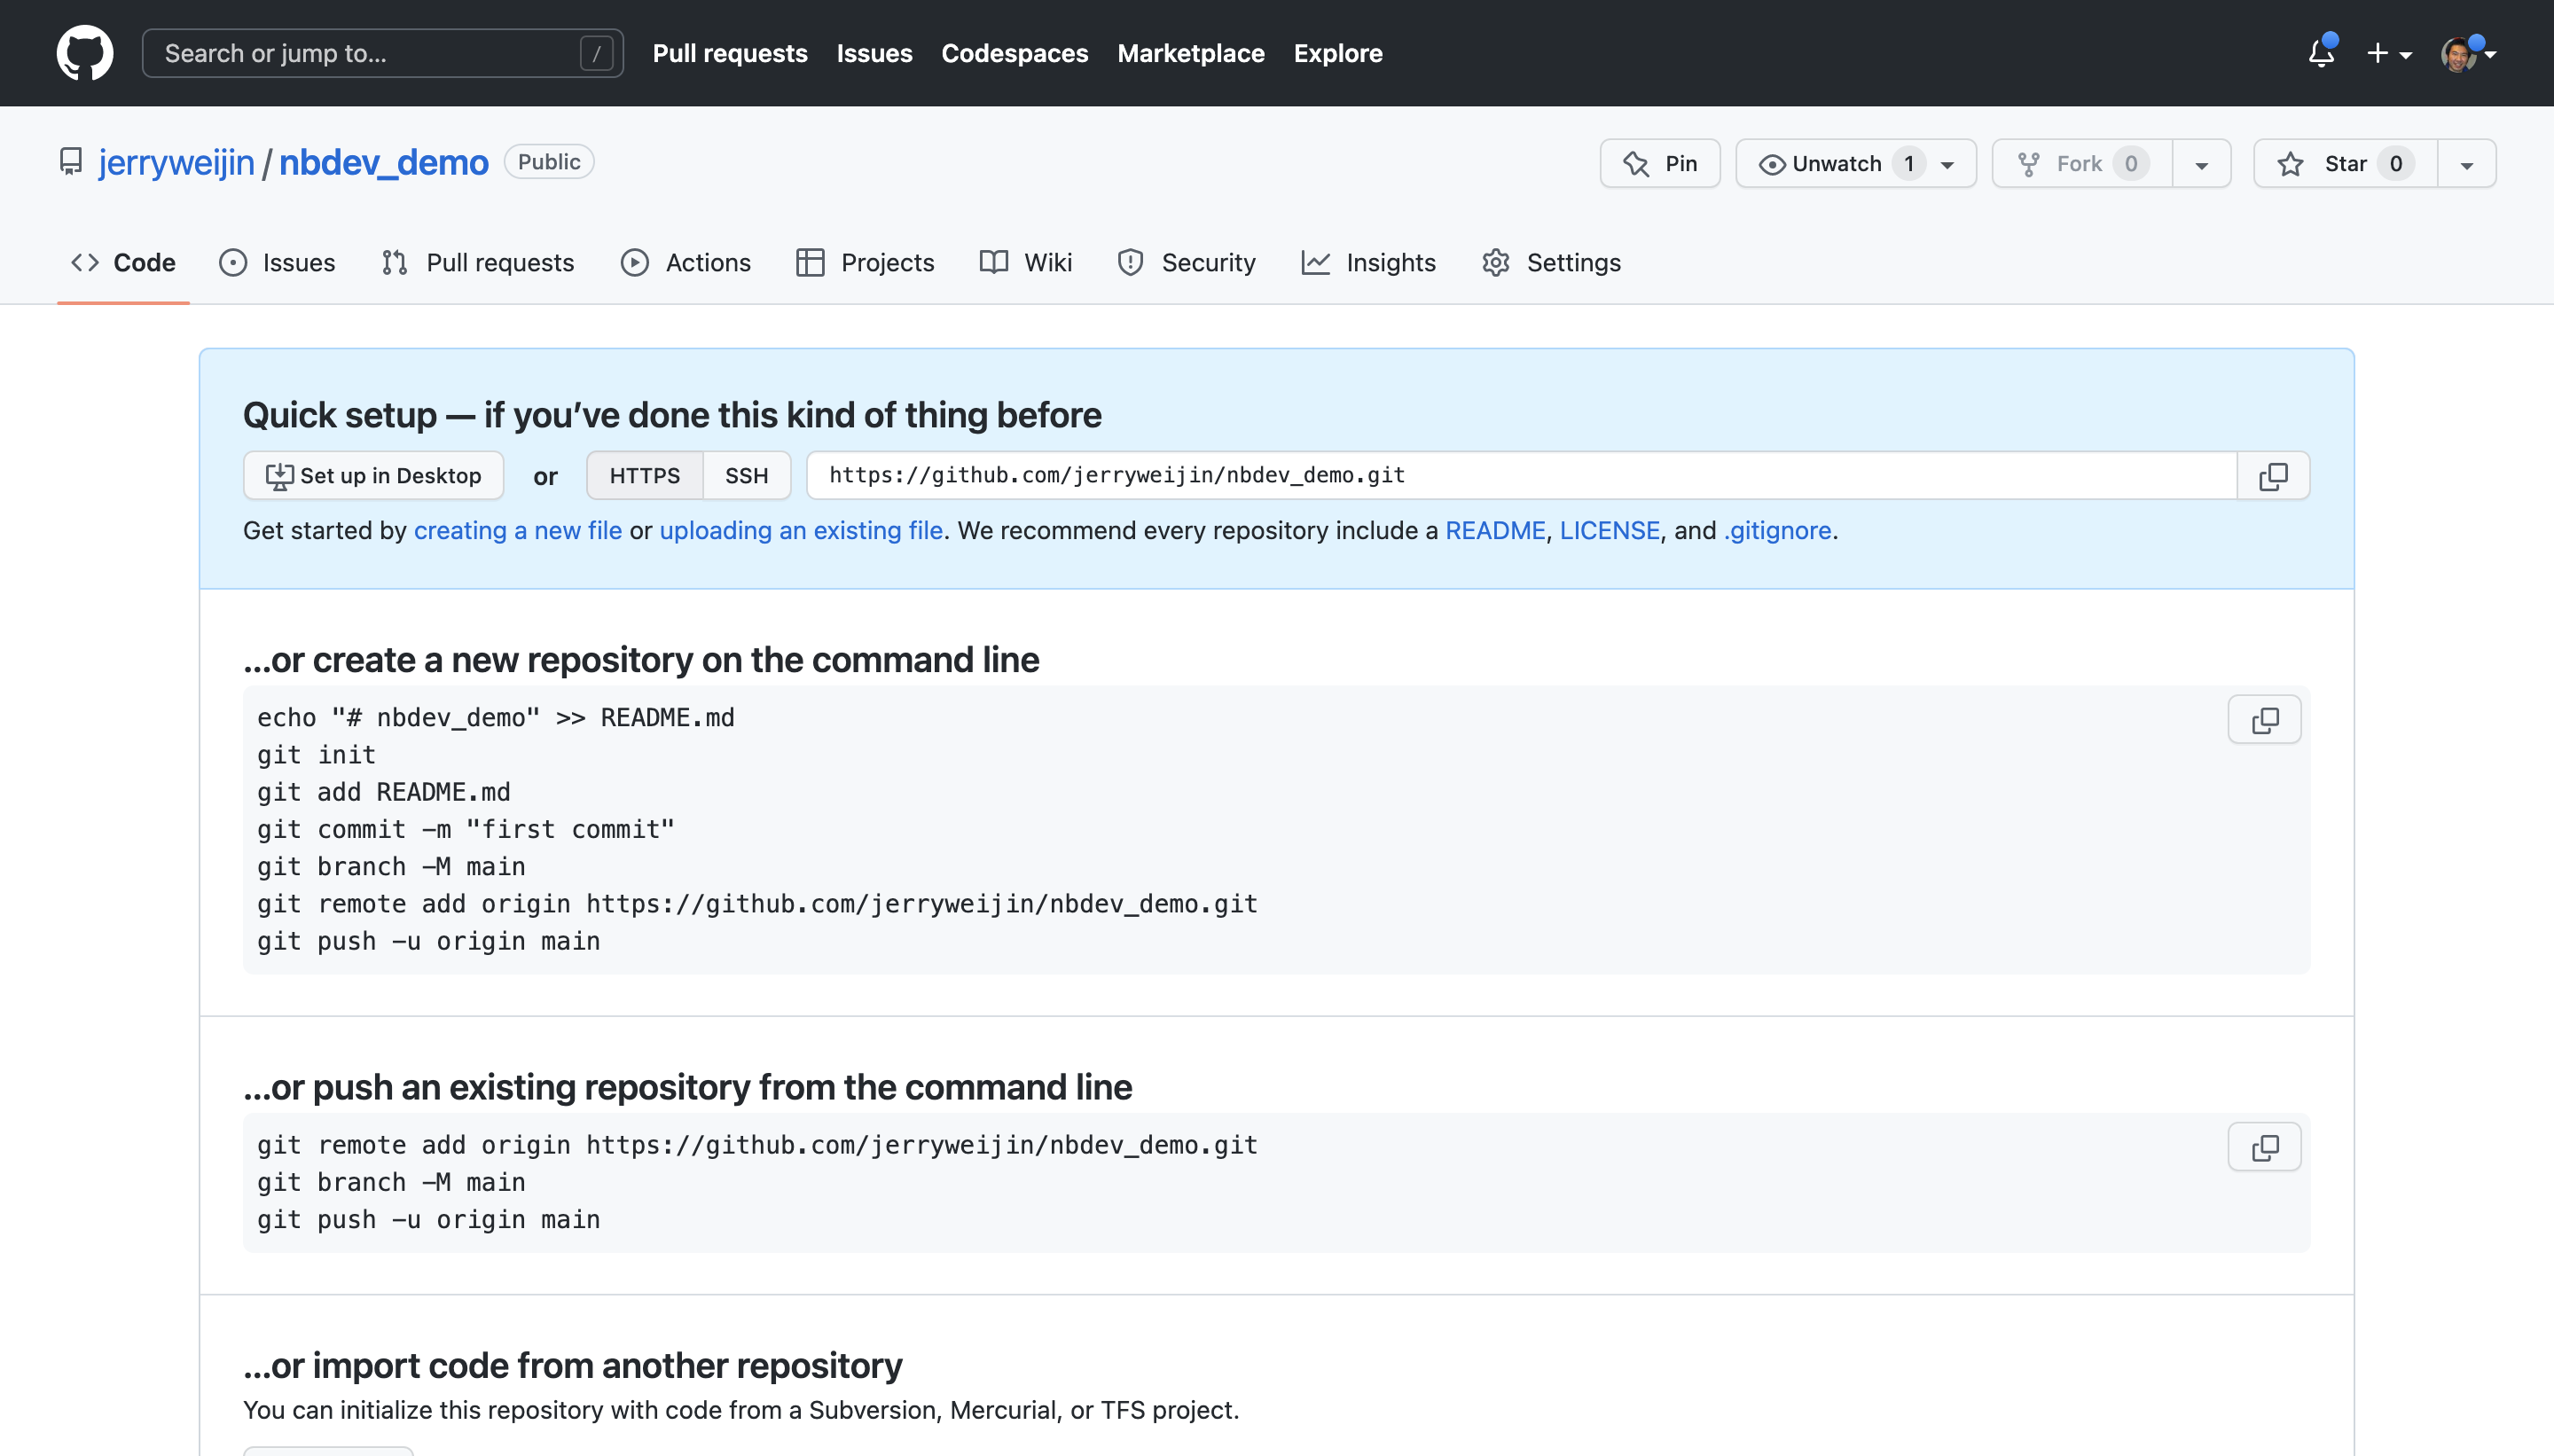 Search or jump to... / Pull requests Issues Codespaces Marketplace Explore
jerryweijin / nbdev_demo Public Pin Unwatch 1 Fork 0 Star 0
Code Issues Pull requests Actions Projects Wiki Security Insights Settings
Quick setup — if you’ve done this kind of thing before
Set up in Desktop or HTTPS SSH https://github.com/jerryweijin/nbdev_demo.git
Get started by creating a new file or uploading an existing file. We recommend every repository include a README, LICENSE, and .gitignore.
…or create a new repository on the command line
echo "# nbdev_demo" >> README.md
git init
git add README.md
git commit -m "first commit"
git branch -M main
git remote add origin https://github.com/jerryweijin/nbdev_demo.git
git push -u origin main
…or push an existing repository from the command line
git remote add origin https://github.com/jerryweijin/nbdev_demo.git
git branch -M main
git push -u origin main
…or import code from another repository
You can initialize this repository with code from a Subversion, Mercurial, or TFS project.